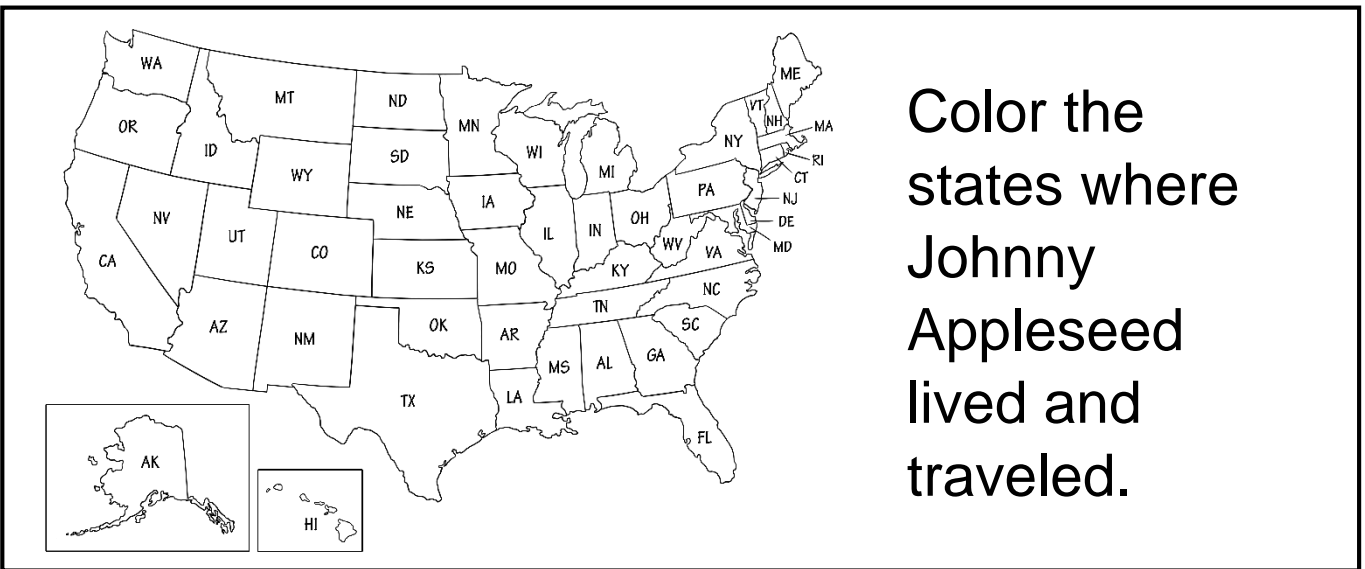 WA
MT
ND
MN
ME
VT
NH
OR
ID
SD
WI
MI
NY
MA
RI
CT
WY
NE
IA
PA
NJ
DE
MD
NV
UT
CO
KS
MO
IL
IN
OH
WV
VA
CA
KY
NC
AZ
NM
OK
AR
TN
SC
TX
LA
MS
AL
GA
FL
AK
HI
Color the
states where
Johnny
Appleseed
lived and
traveled.